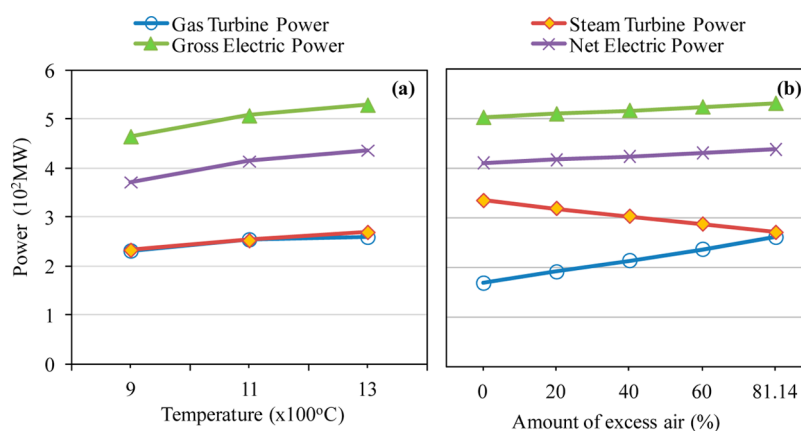 Gas Turbine Power
Steam Turbine Power
Gross Electric Power
Net Electric Power
6
5
4
3
2
1
0
Power (10²MW)
(a)
9
11
13
Temperature (x100°C)
(b)
0
20
40
60
81.14
Amount of excess air (%)